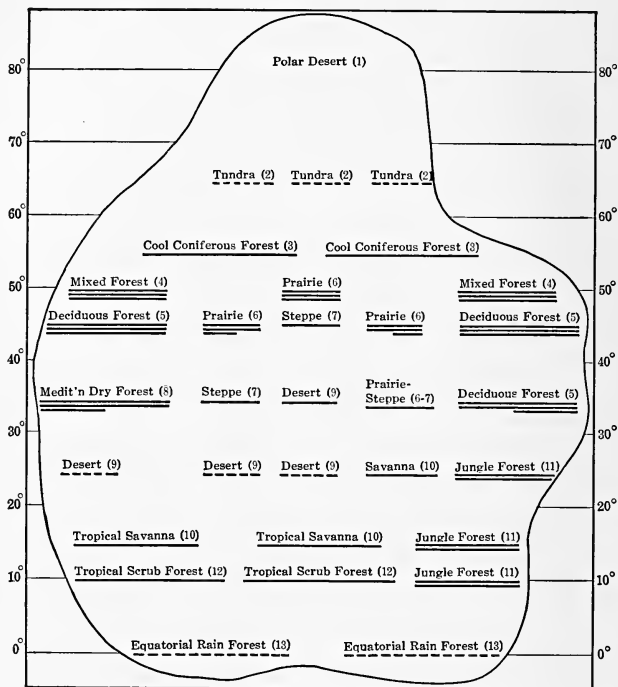 80° 80°
Polar Desert (1)
70° 70°
Tundra (2) Tundra (2) Tundra (2)
60° 60°
Cool Coniferous Forest (3) Cool Coniferous Forest (3)
Mixed Forest (4) Prairie (6) Mixed Forest (4)
50° 50°
Deciduous Forest (5) Prairie (6) Steppe (7) Prairie (6) Deciduous Forest (5)
40° 40°
Medit'n Dry Forest (8) Steppe (7) Desert (9) Prairie- Deciduous Forest (5)
Steppe (6-7)
30° 30°
Desert (9) Desert (9) Desert (9) Savanna (10) Jungle Forest (11)
20° 20°
Tropical Savanna (10) Tropical Savanna (10) Jungle Forest (11)
10° 10°
Tropical Scrub Forest (12) Tropical Scrub Forest (12) Jungle Forest (11)
0° 0°
Equatorial Rain Forest (13) Equatorial Rain Forest (13)